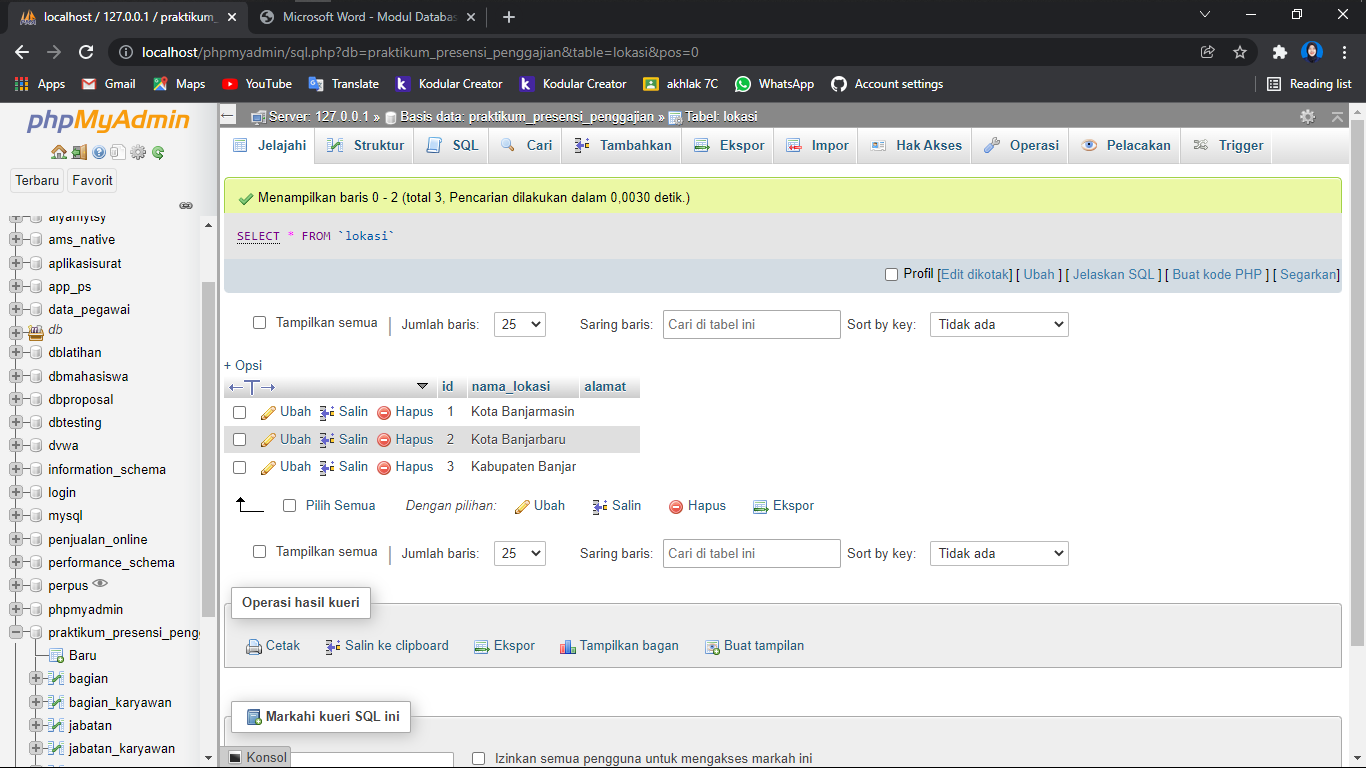 localhost / 127.0.0.1 / praktikum_
Microsoft Word - Modul Databas
localhost/phpmyadmin/sql.php?db=praktikum_presensi_penggajian&table=lokasi&pos=0
Apps Gmail Maps YouTube Translate Kodular Creator Kodular Creator akhlak 7C WhatsApp Account settings Reading list
phpMyAdmin
Terbaru Favorit
alyamytsy
ams_native
aplikasisurat
app_ps
data_pegawai
db
dblatihan
dbmahasiswa
dbproposal
dbtesting
dvwa
information_schema
login
mysql
penjualan_online
performance_schema
perpus
phpmyadmin
praktikum_presensi_pengg
Baru
bagian
bagian_karyawan
jabatan
jabatan_karyawan
Server: 127.0.0.1 » Basis data: praktikum_presensi_penggajian » Tabel: lokasi
Jelajahi Struktur SQL Cari Tambahkan Ekspor Impor Hak Akses Operasi Pelacakan Trigger
Menampilkan baris 0 - 2 (total 3, Pencarian dilakukan dalam 0,0030 detik.)
SELECT * FROM `lokasi`
Profil [Edit dikotak] [ Ubah ] [ Jelaskan SQL ] [ Buat kode PHP ] [ Segarkan]
Tampilkan semua | Jumlah baris: 25 Saring baris: Cari di tabel ini Sort by key: Tidak ada
+ Opsi
←T→ id nama_lokasi alamat
Ubah Salin Hapus 1 Kota Banjarmasin
Ubah Salin Hapus 2 Kota Banjarbaru
Ubah Salin Hapus 3 Kabupaten Banjar
Pilih Semua Dengan pilihan: Ubah Salin Hapus Ekspor
Tampilkan semua | Jumlah baris: 25 Saring baris: Cari di tabel ini Sort by key: Tidak ada
Operasi hasil kueri
Cetak Salin ke clipboard Ekspor Tampilkan bagan Buat tampilan
Markahi kueri SQL ini
Konsol
Izinkan semua pengguna untuk mengakses markah ini